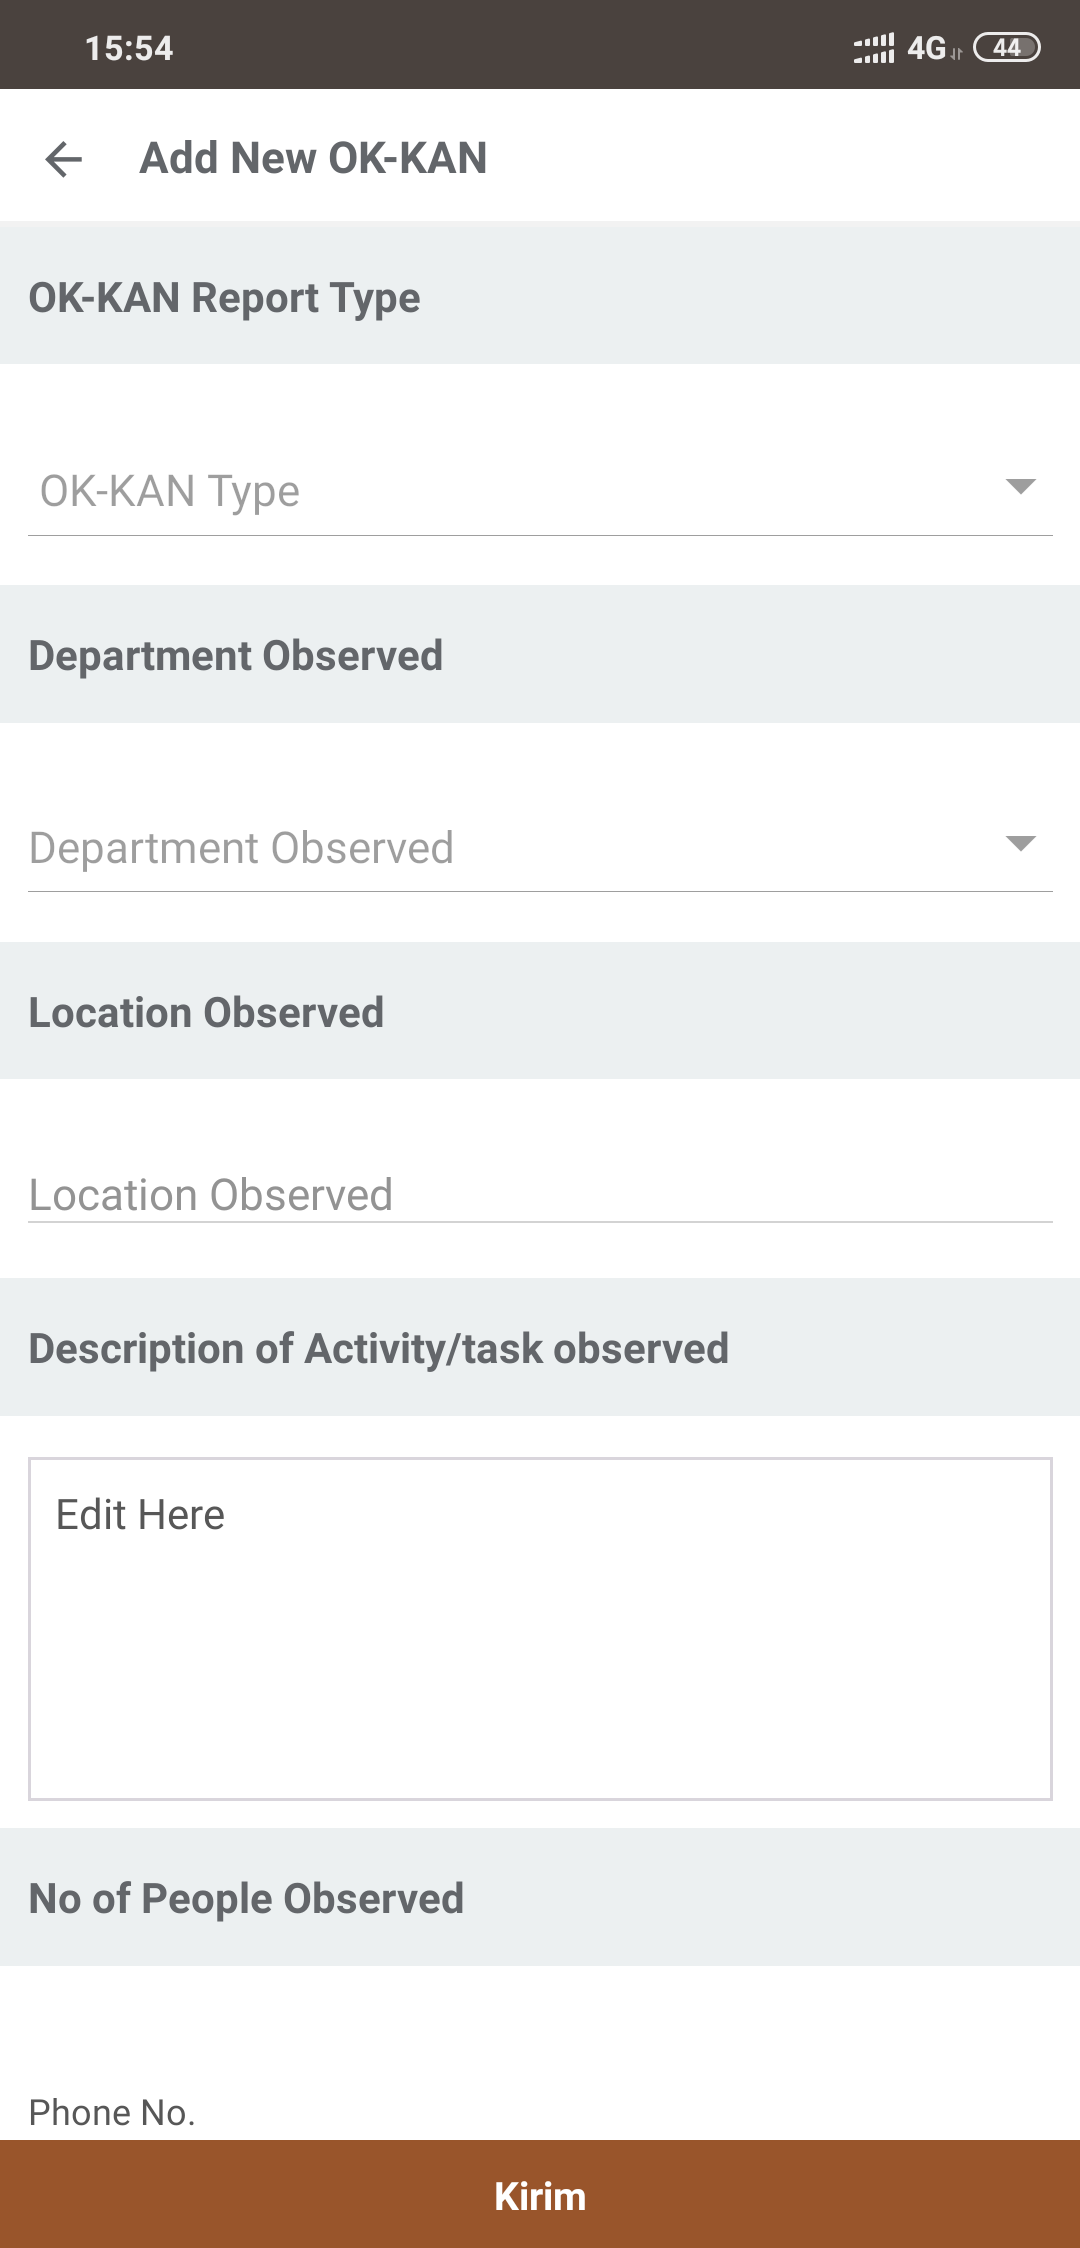 15:54
4G 44
Add New OK-KAN
OK-KAN Report Type
OK-KAN Type
Department Observed
Department Observed
Location Observed
Location Observed
Description of Activity/task observed
Edit Here
No of People Observed
Phone No.
Kirim